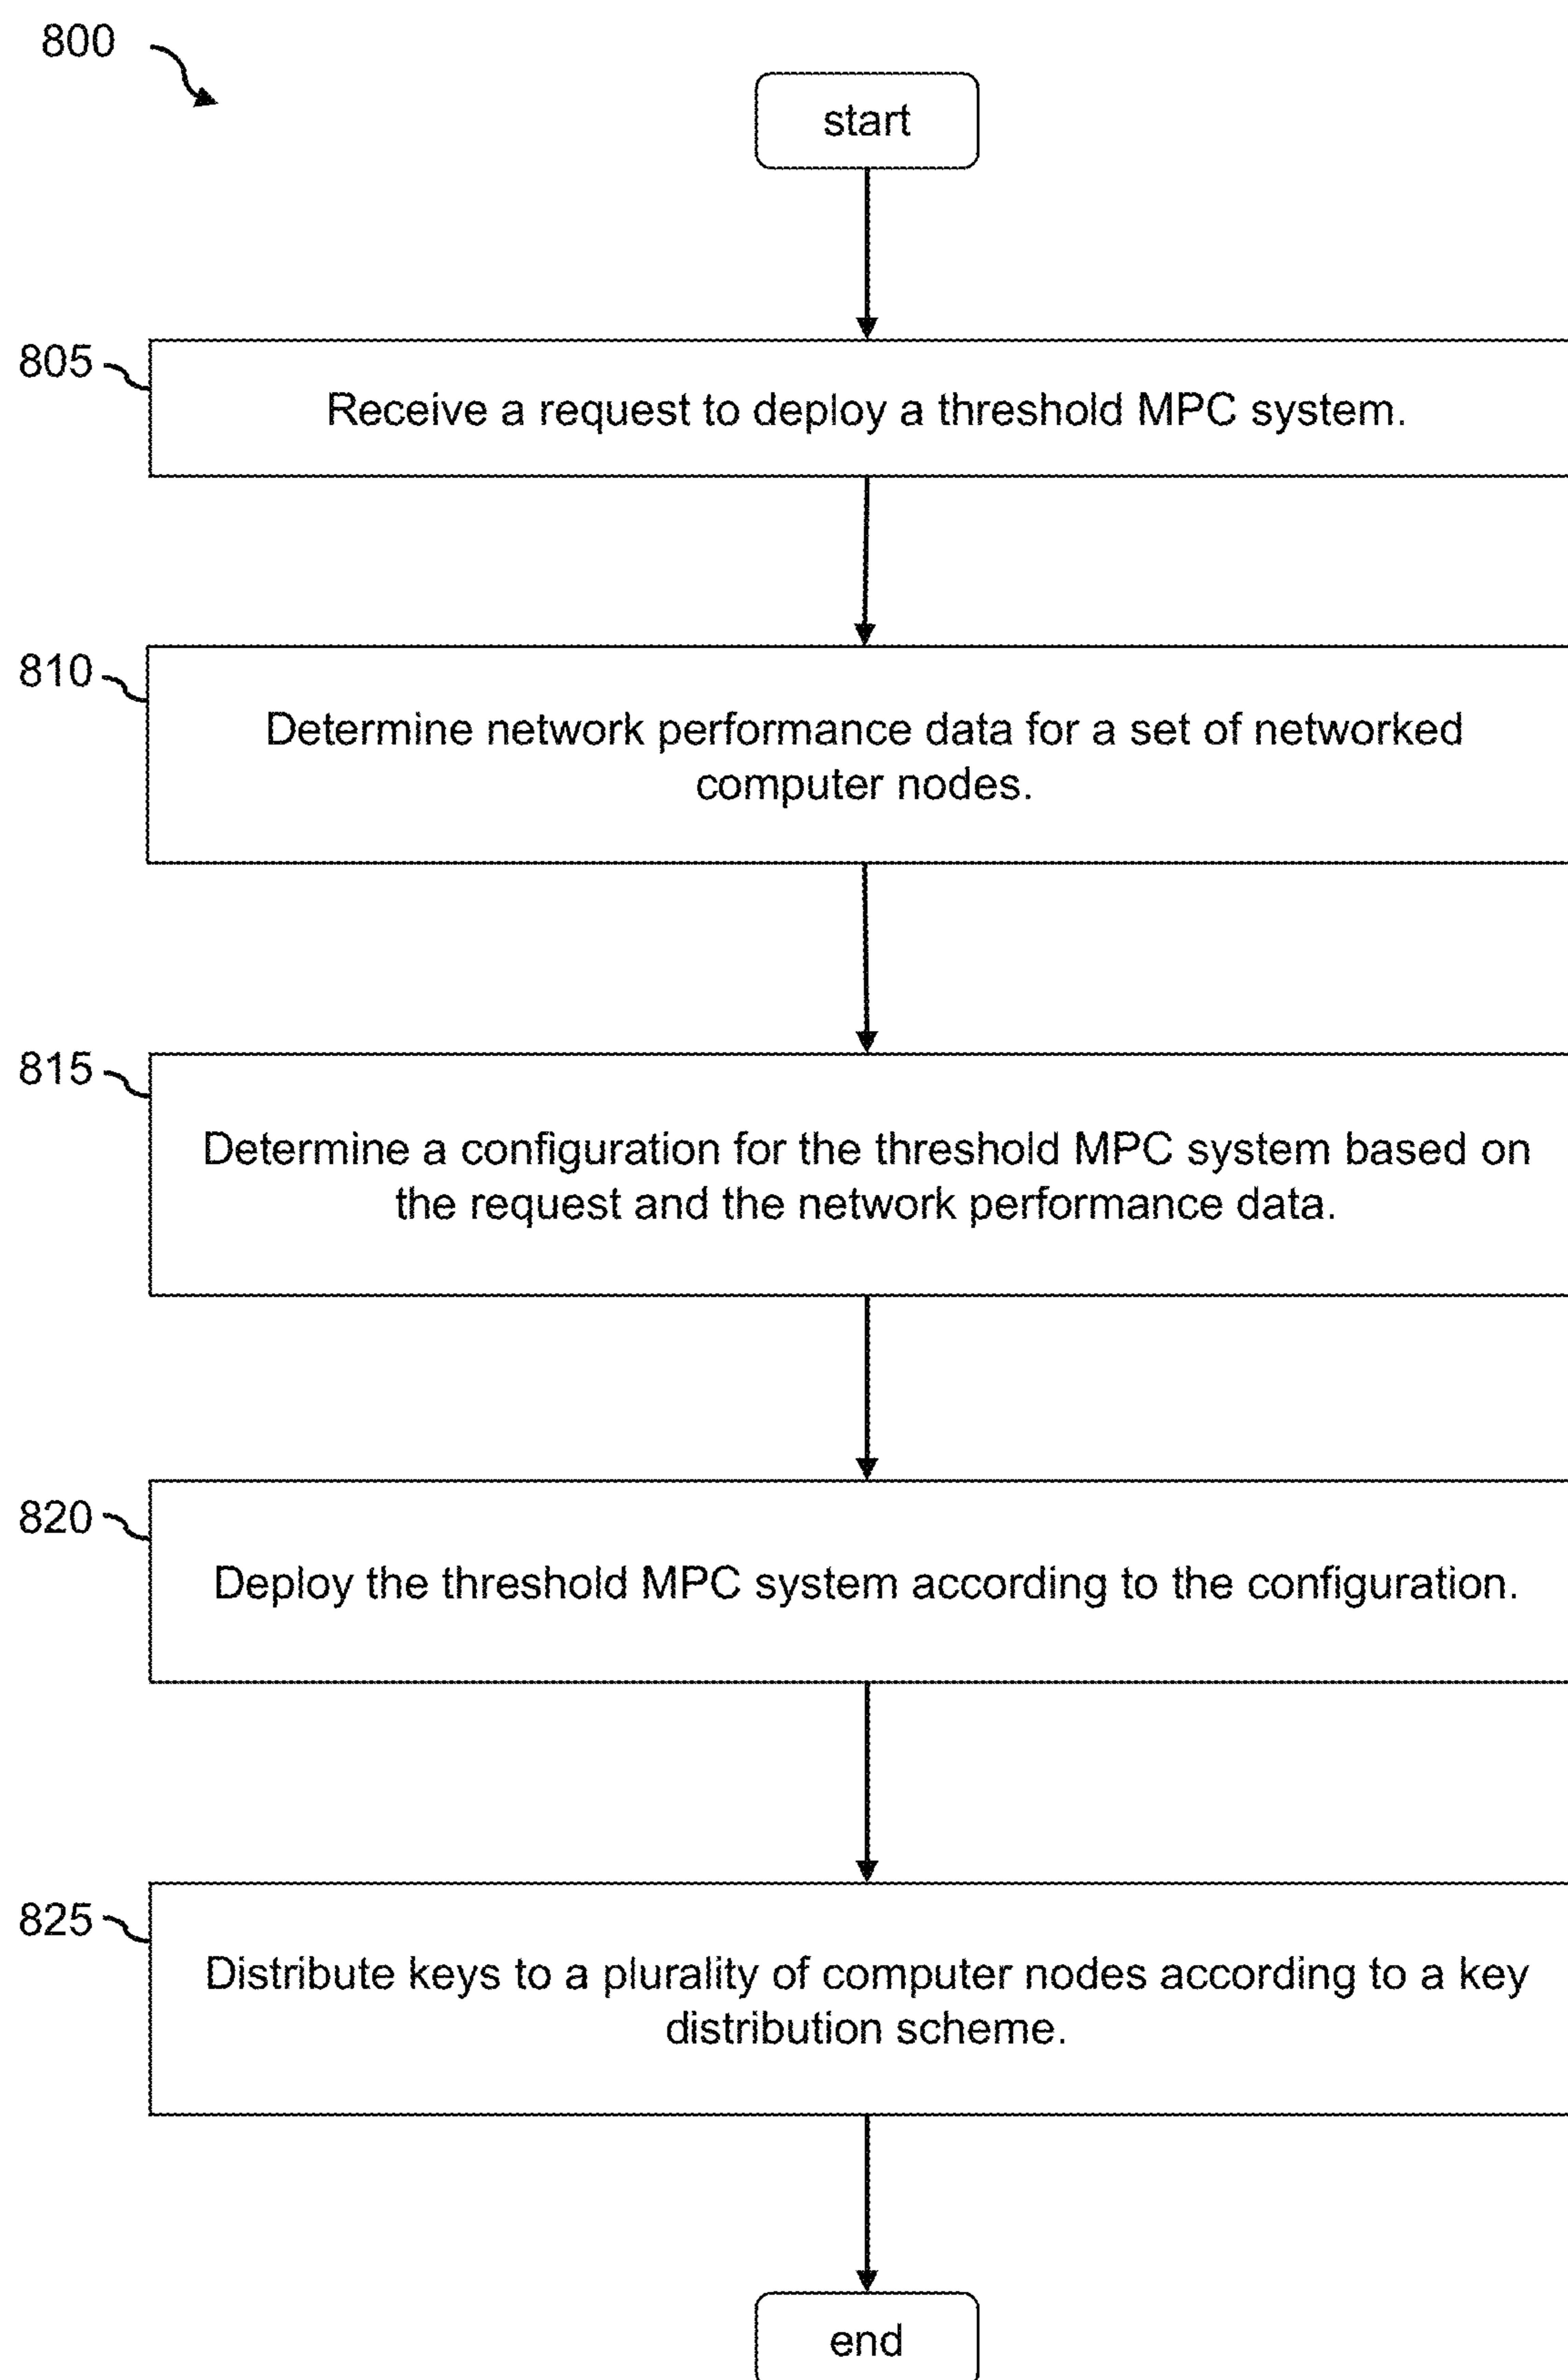 800
start
805
Receive a request to deploy a threshold MPC system.
810
Determine network performance data for a set of networked
computer nodes.
815
Determine a configuration for the threshold MPC system based on
the request and the network performance data.
820
Deploy the threshold MPC system according to the configuration.
825
Distribute keys to a plurality of computer nodes according to a key
distribution scheme.
end